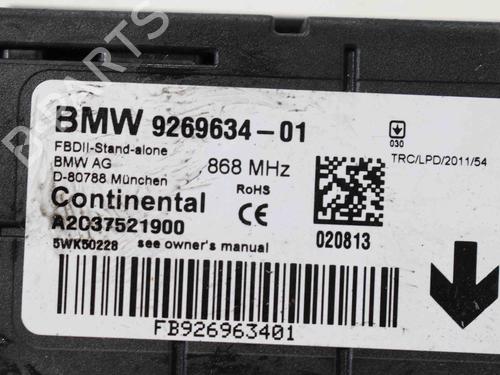 B-PARTS
BMW 9269634-01
FBDII-Stand-alone
BMW AG
D-80788 München
868 MHz
RoHS
030
TRC/LPD/2011/54
Continental
CE
A2C37521900
5WK50228 see owner's manual
020813
FB926963401